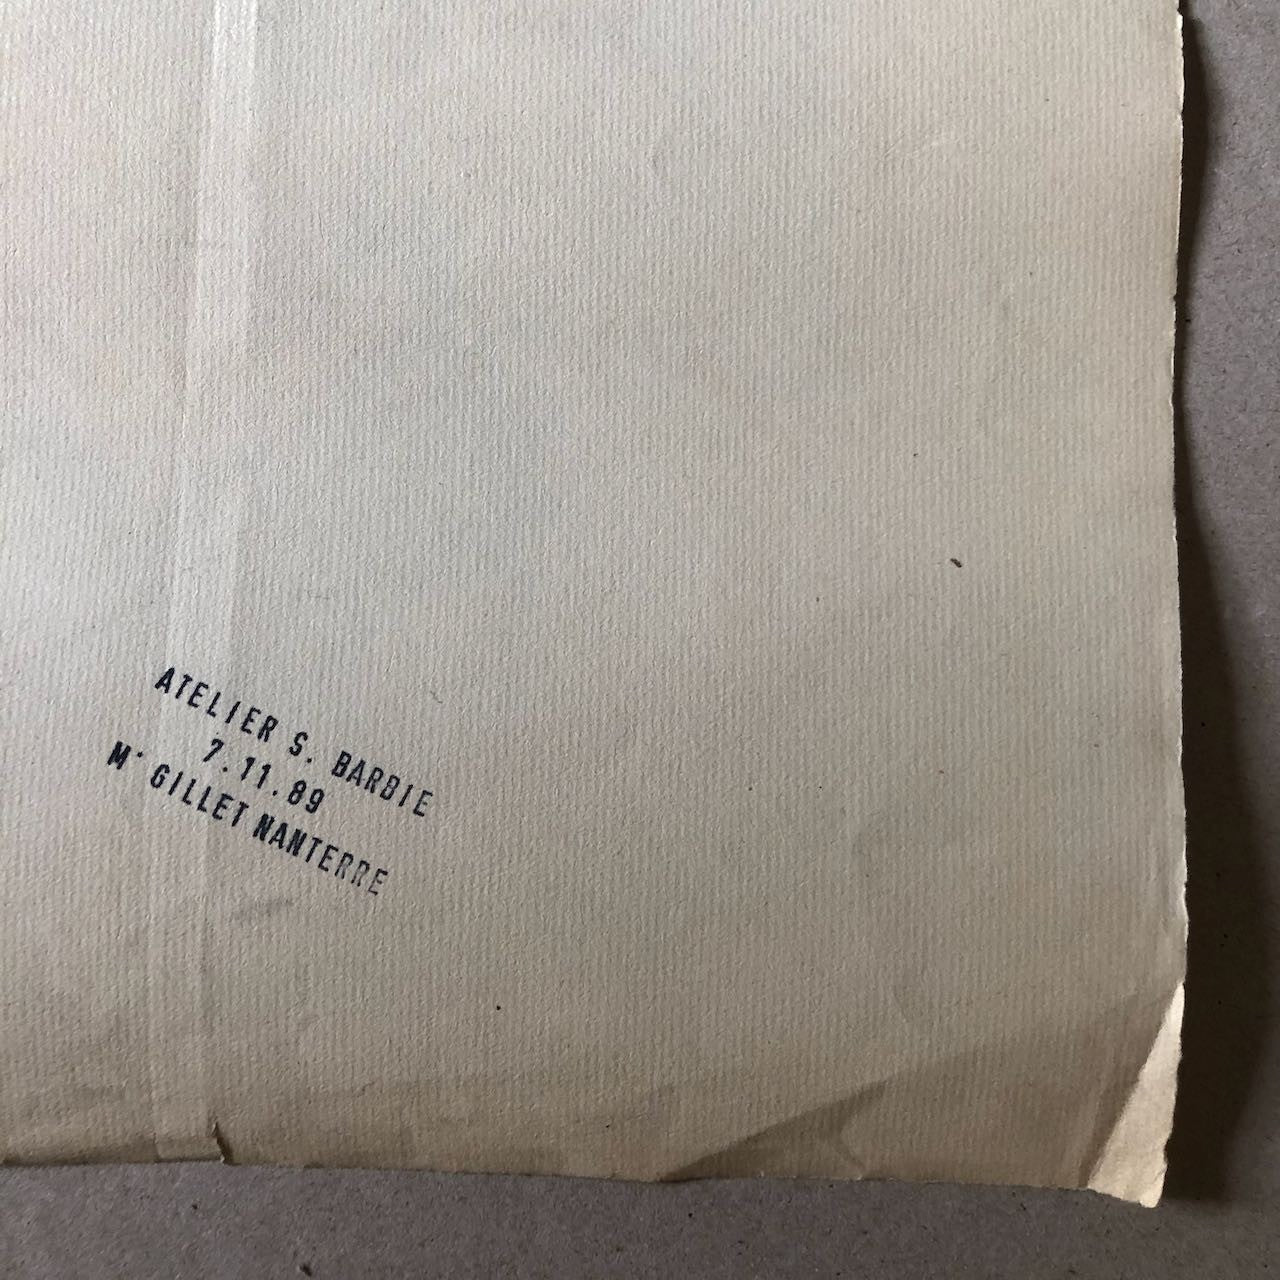 ATELIER S. BARBIE
7.11.89
M· GILLET NANTERRE